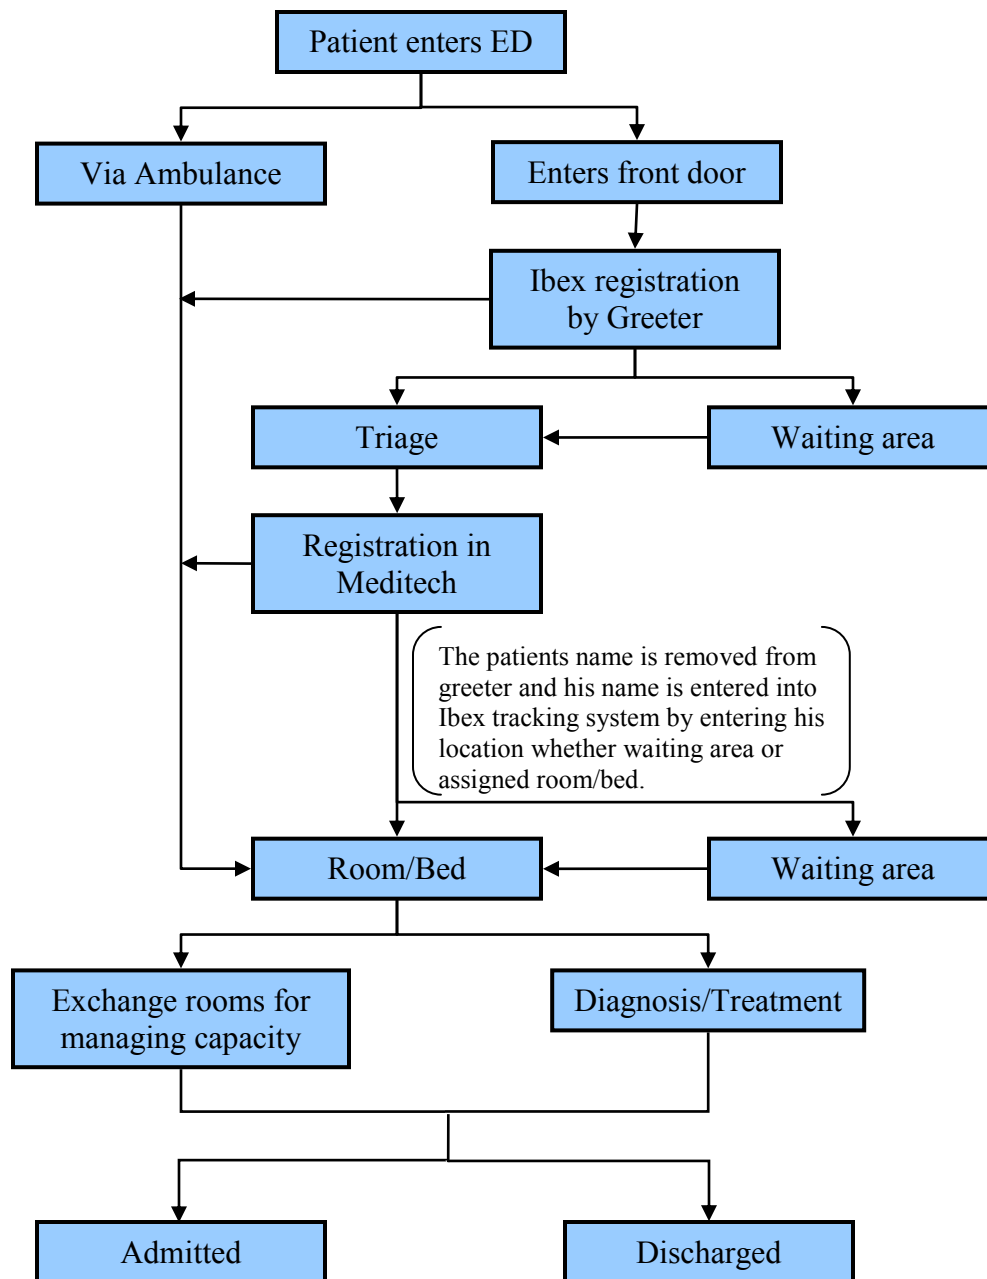 Patient enters ED
Via Ambulance
Enters front door
Ibex registration
by Greeter
Triage
Waiting area
Registration in
Meditech
The patients name is removed from
greeter and his name is entered into
Ibex tracking system by entering his
location whether waiting area or
assigned room/bed.
Room/Bed
Waiting area
Exchange rooms for
managing capacity
Diagnosis/Treatment
Admitted
Discharged